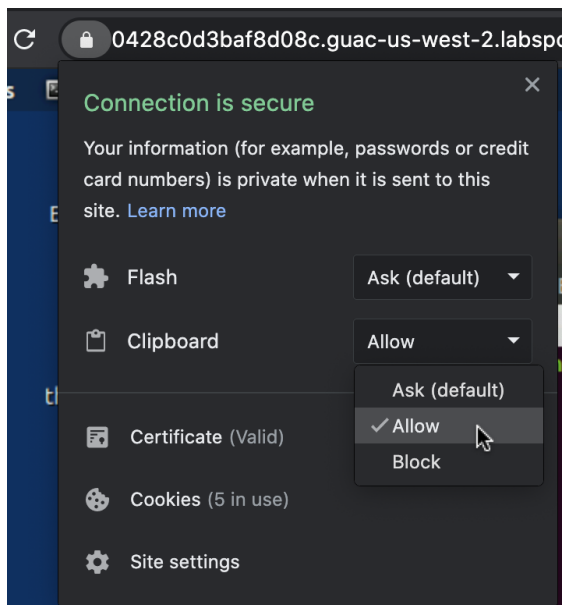 0428c0d3baf8d08c.guac-us-west-2.labsp
Connection is secure
Your information (for example, passwords or credit
card numbers) is private when it is sent to this
site. Learn more
Flash
Ask (default)
Clipboard
Allow
Ask (default)
Allow
Block
Certificate (Valid)
Cookies (5 in use)
Site settings